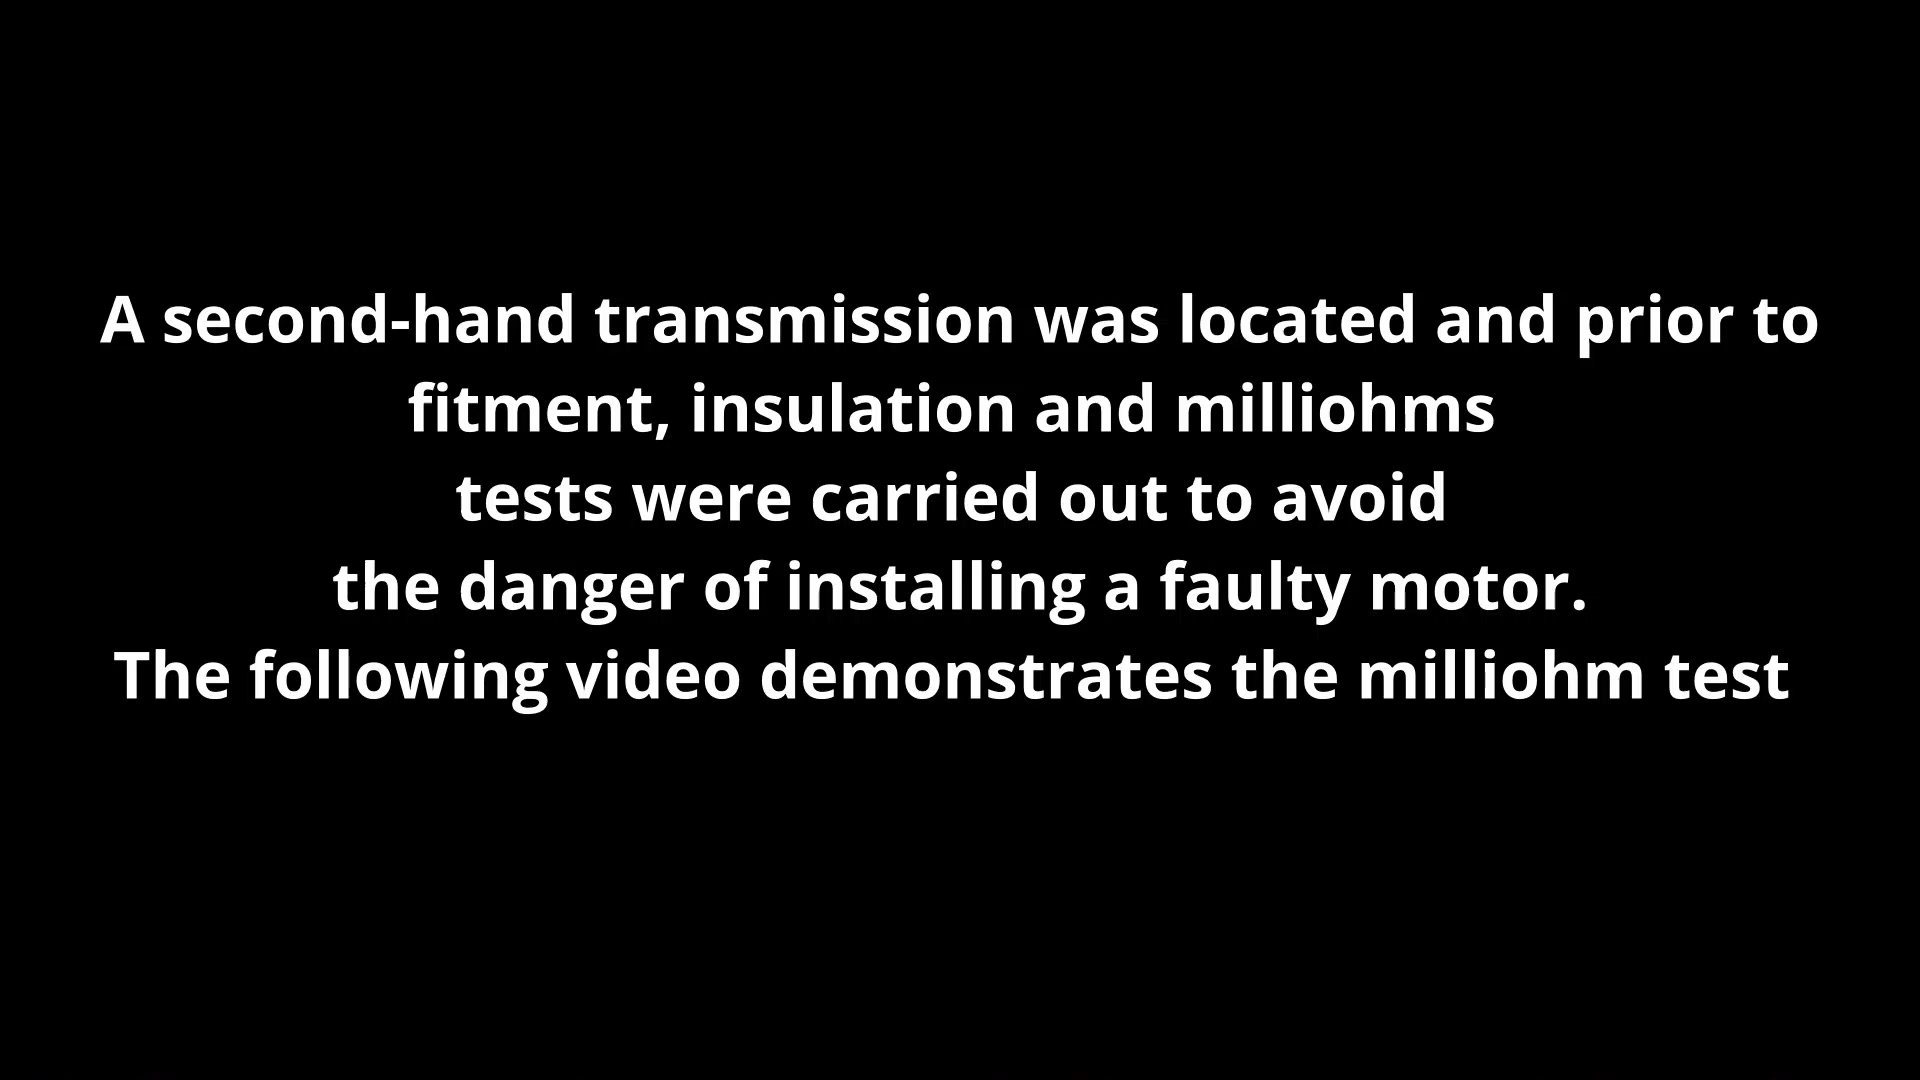 A second-hand transmission was located and prior to
fitment, insulation and milliohms
tests were carried out to avoid
the danger of installing a faulty motor.
The following video demonstrates the milliohm test